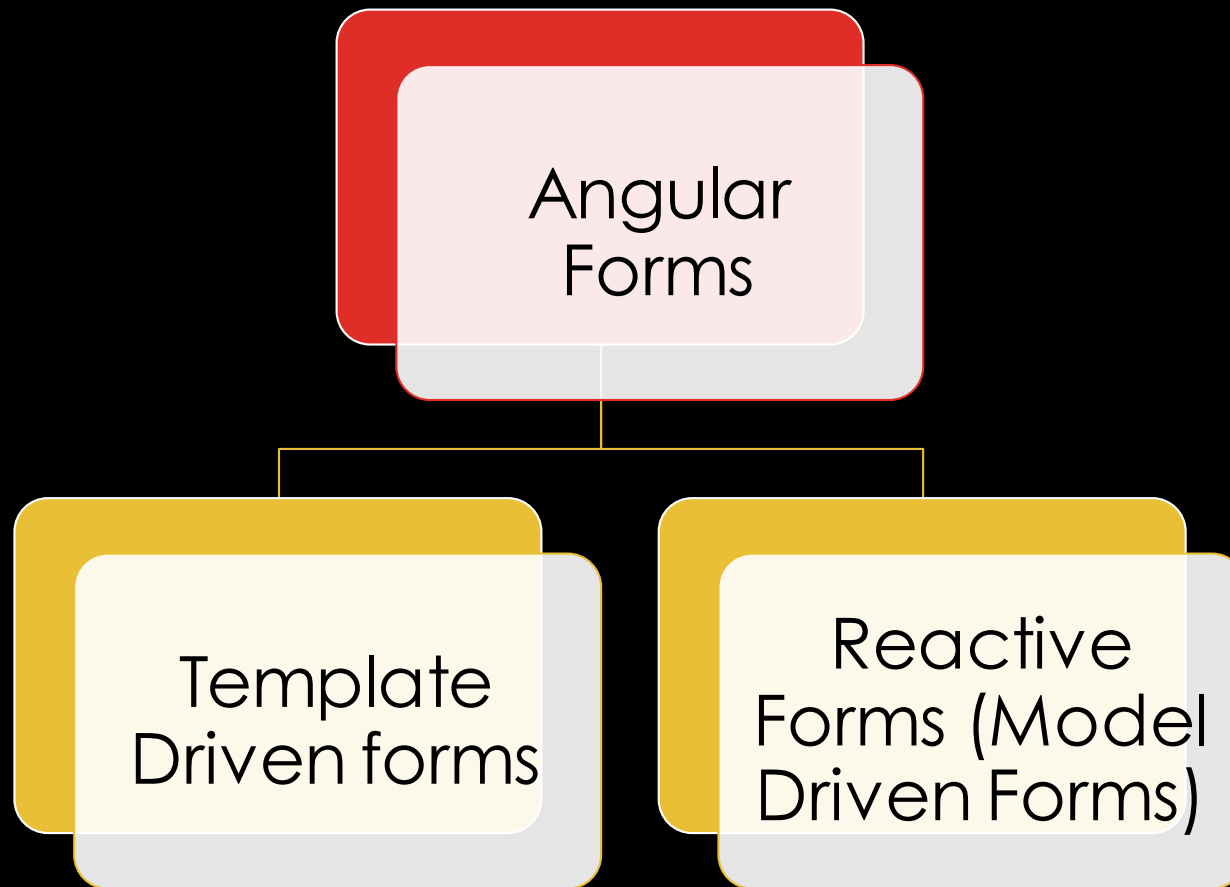 Angular
Forms
Template
Driven forms
Reactive
Forms (Model
Driven Forms)